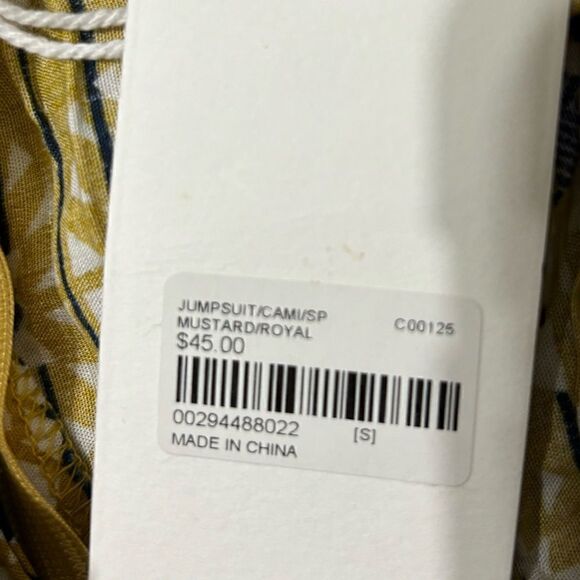 JUMPSUIT/CAMI/SP C00125
MUSTARD/ROYAL
$45.00
00294488022 [S]
MADE IN CHINA